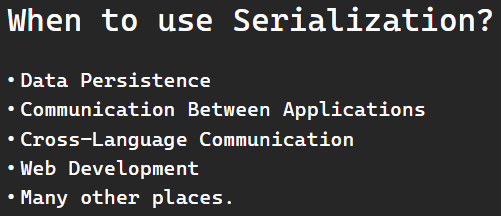 When to use Serialization?
• Data Persistence
• Communication Between Applications
• Cross-Language Communication
• Web Development
• Many other places.